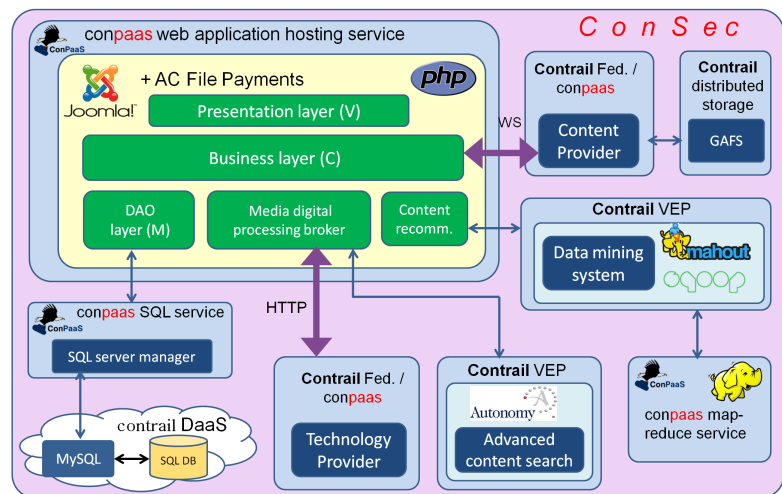 ConSec
conpaas web application hosting service
ConPaaS
Joomla!™
+ AC File Payments
php
Presentation layer (V)
Business layer (C)
DAO
layer (M)
Media digital
processing broker
Content
recomm.
WS
Contrail Fed. /
conpaas
Content
Provider
Contrail
distributed
storage
GAFS
Contrail VEP
Data mining
system
mahout
HTTP
ConPaaS
conpaas SQL service
SQL server manager
contrail DaaS
MySQL
SQL DB
Contrail Fed. /
conpaas
Technology
Provider
Contrail VEP
Autonomy
Advanced
content search
ConPaaS
conpaas map-
reduce service